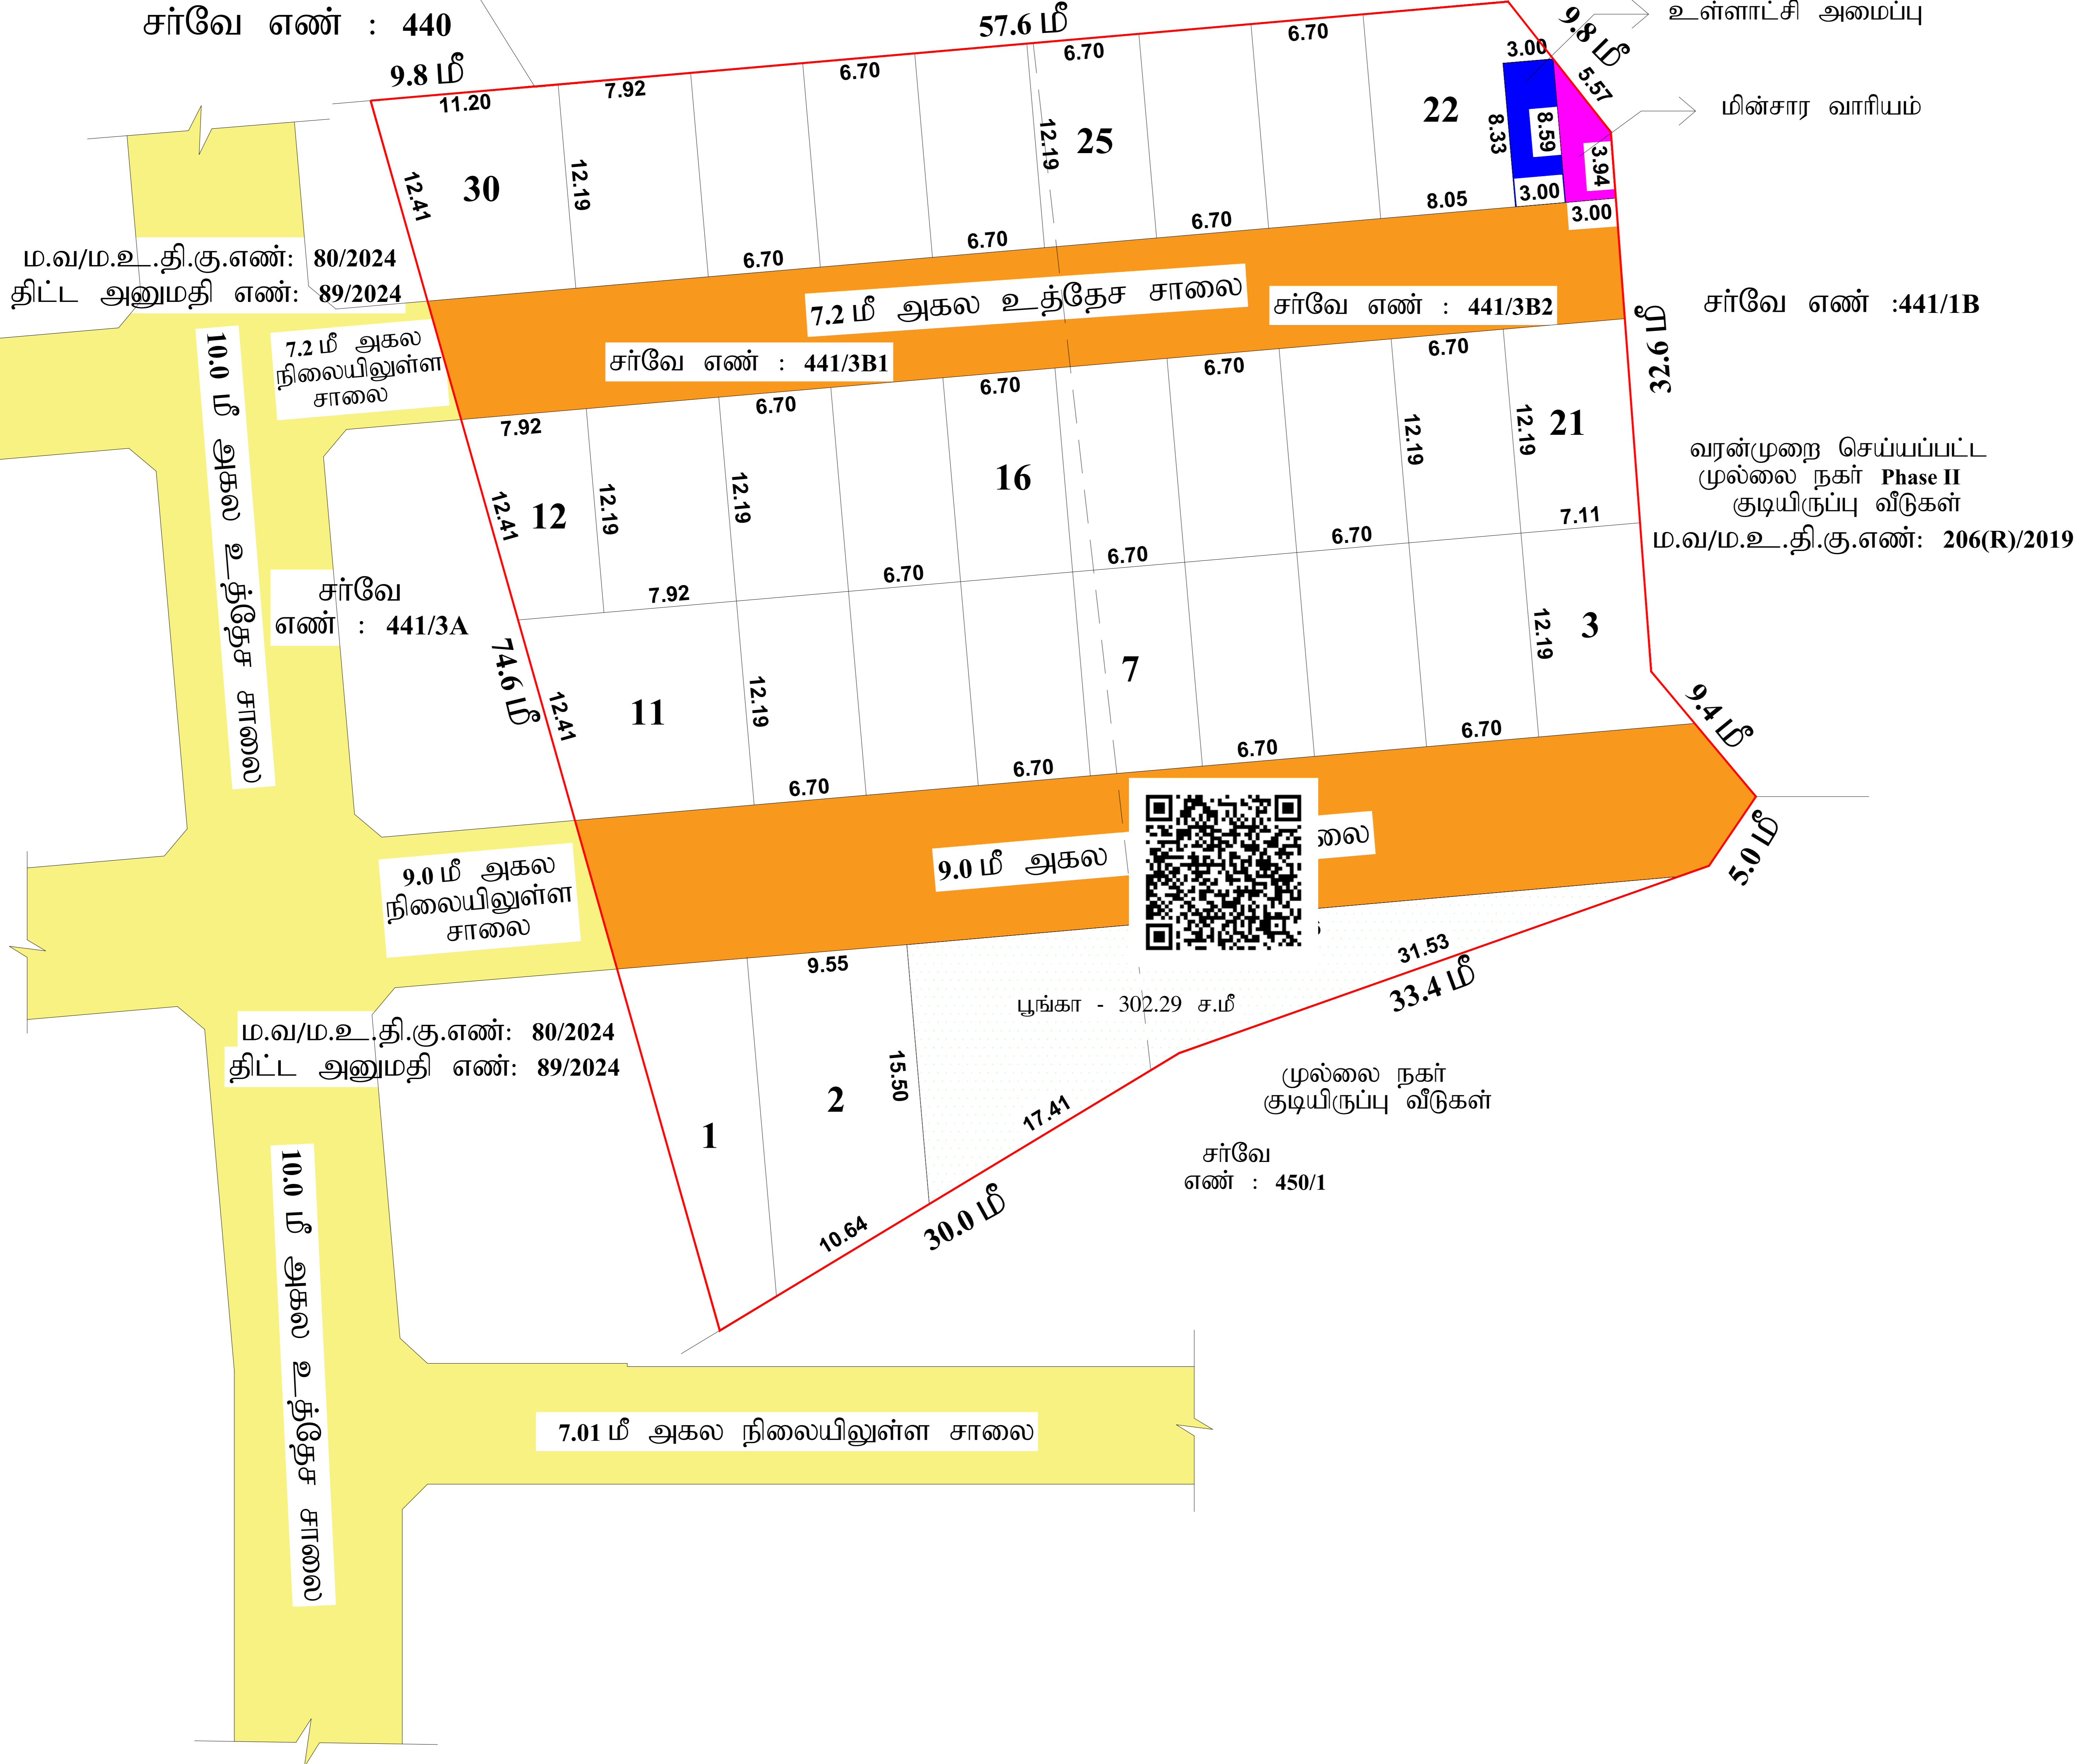 சர்வே எண் : 440
9.8 மீ
57.6 மீ
9.8 மீ
உள்ளாட்சி அமைப்பு
11.20
7.92
6.70
6.70
6.70
3.00
5.57
மின்சார வாரியம்
12.41
30
12.19
12.19
25
22
8.33
8.59
3.94
6.70
6.70
6.70
8.05
3.00
3.00
ம.வ/ம.உ.தி.கு.எண்: 80/2024
திட்ட அனுமதி எண்: 89/2024
7.2 மீ அகல உத்தேச சாலை
சர்வே எண் : 441/3B2
சர்வே எண் :441/1B
7.2 மீ அகல
நிலையிலுள்ள
சாலை
சர்வே எண் : 441/3B1
32.6 மீ
10.0 மீ அகல உத்தேச சாலை
7.92
6.70
6.70
6.70
6.70
12.41
12
12.19
12.19
16
12.19
12.19
21
7.11
வரன்முறை செய்யப்பட்ட
முல்லை நகர் Phase II
குடியிருப்பு வீடுகள்
ம.வ/ம.உ.தி.கு.எண்: 206(R)/2019
7.92
6.70
6.70
6.70
சர்வே
எண் : 441/3A
74.6 மீ
12.41
11
12.19
7
12.19
3
9.4 மீ
6.70
6.70
6.70
6.70
9.0 மீ அகல
நிலையிலுள்ள
சாலை
9.0 மீ அகல
லை
5.0 மீ
9.55
31.53
33.4 மீ
பூங்கா - 302.29 ச.மீ
ம.வ/ம.உ.தி.கு.எண்: 80/2024
திட்ட அனுமதி எண்: 89/2024
1
2
15.50
17.41
முல்லை நகர்
குடியிருப்பு வீடுகள்
சர்வே
எண் : 450/1
10.64
30.0 மீ
10.0 மீ அகல உத்தேச சாலை
7.01 மீ அகல நிலையிலுள்ள சாலை